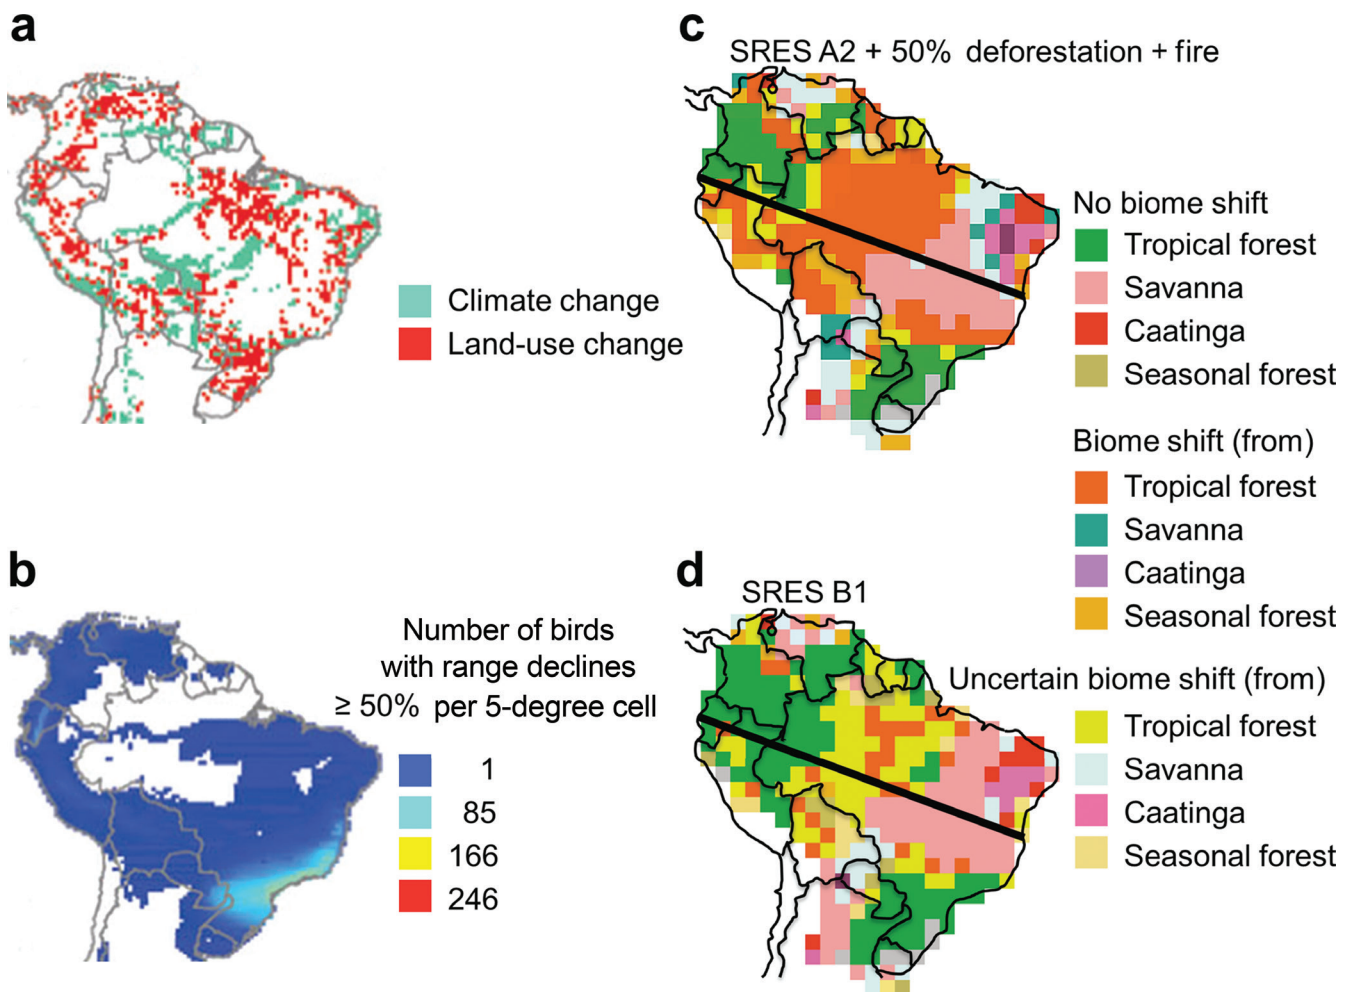 a
Climate change
Land-use change
b
Number of birds
with range declines
≥ 50% per 5-degree cell
1
85
166
246
c
SRES A2 + 50% deforestation + fire
No biome shift
Tropical forest
Savanna
Caatinga
Seasonal forest
Biome shift (from)
Tropical forest
Savanna
Caatinga
Seasonal forest
d
SRES B1
Uncertain biome shift (from)
Tropical forest
Savanna
Caatinga
Seasonal forest